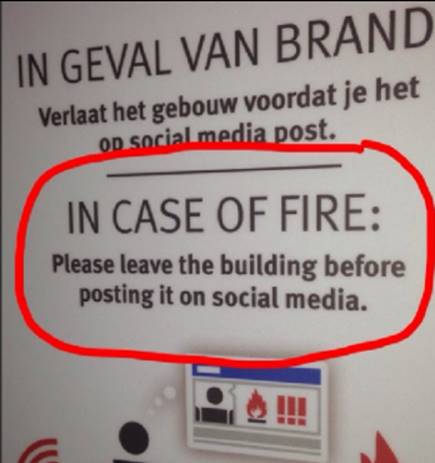 IN GEVAL VAN BRAND
Verlaat het gebouw voordat je het
op social media post.
IN CASE OF FIRE:
Please leave the building before
posting it on social media.
!!!